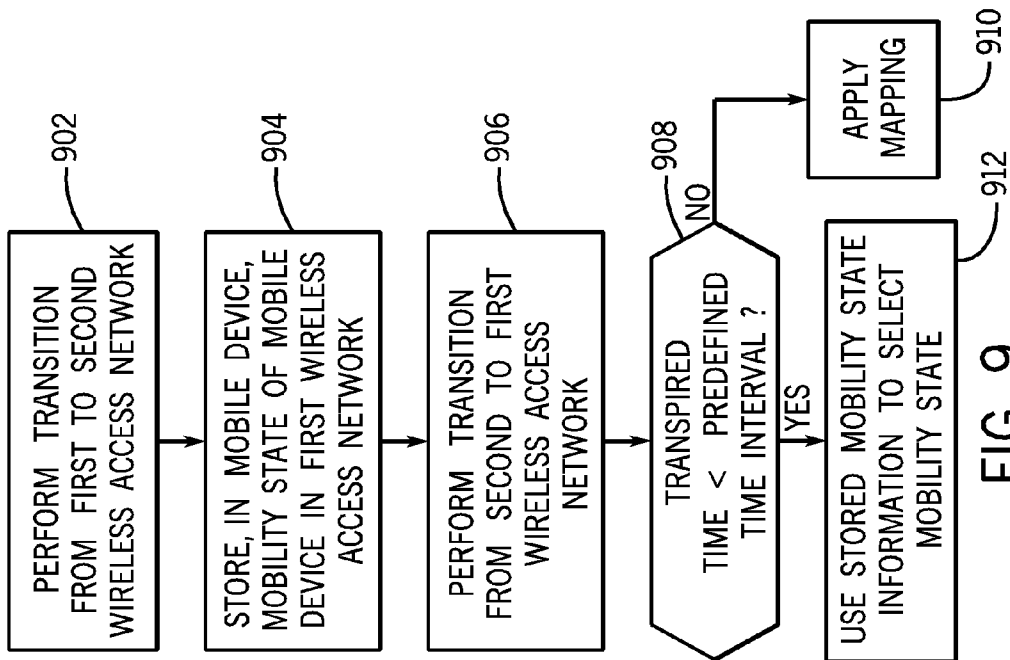 PERFORM TRANSITION
FROM FIRST TO SECOND
WIRELESS ACCESS NETWORK
902
STORE, IN MOBILE DEVICE,
MOBILITY STATE OF MOBILE
DEVICE IN FIRST WIRELESS
ACCESS NETWORK
904
PERFORM TRANSITION
FROM SECOND TO FIRST
WIRELESS ACCESS
NETWORK
906
TRANSPIRED
TIME < PREDEFINED
TIME INTERVAL ?
908
NO
APPLY
MAPPING
910
YES
USE STORED MOBILITY STATE
INFORMATION TO SELECT
MOBILITY STATE
912
FIG. 9